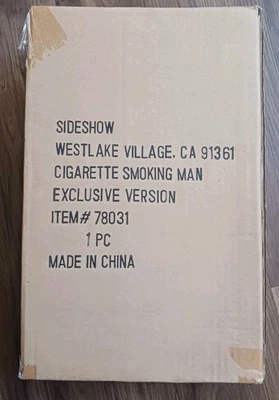 SIDESHOW
WESTLAKE VILLAGE, CA 91361
CIGARETTE SMOKING MAN
EXCLUSIVE VERSION
ITEM# 78031
1 PC
MADE IN CHINA